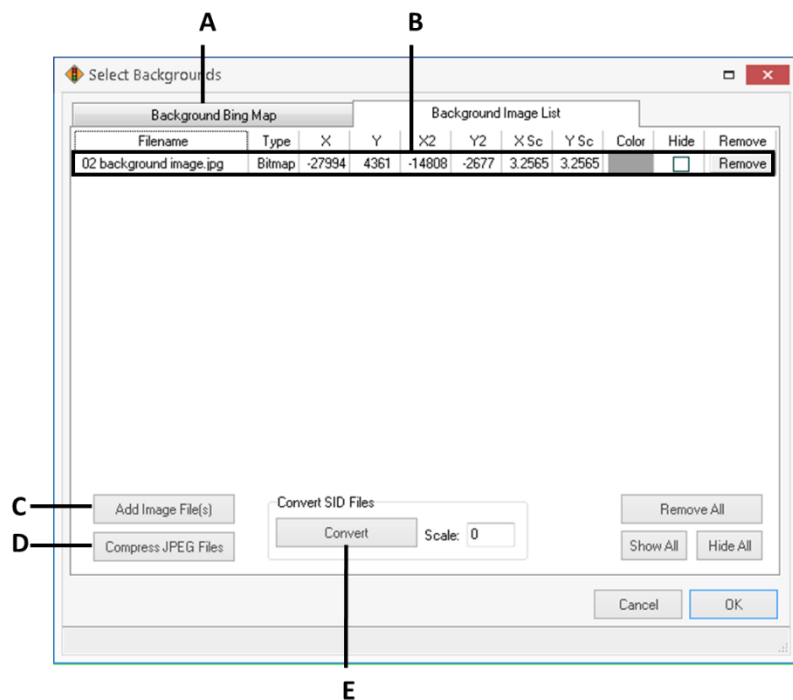 A B
Select Backgrounds
Background Bing Map Background Image List
Filename Type X Y X2 Y2 X Sc Y Sc Color Hide Remove
02 background image.jpg Bitmap -27994 4361 -14808 -2677 3.2565 3.2565 Remove
C Add Image File(s) Convert SID Files Remove All
D Compress JPEG Files Convert Scale: 0 Show All Hide All
Cancel OK
E